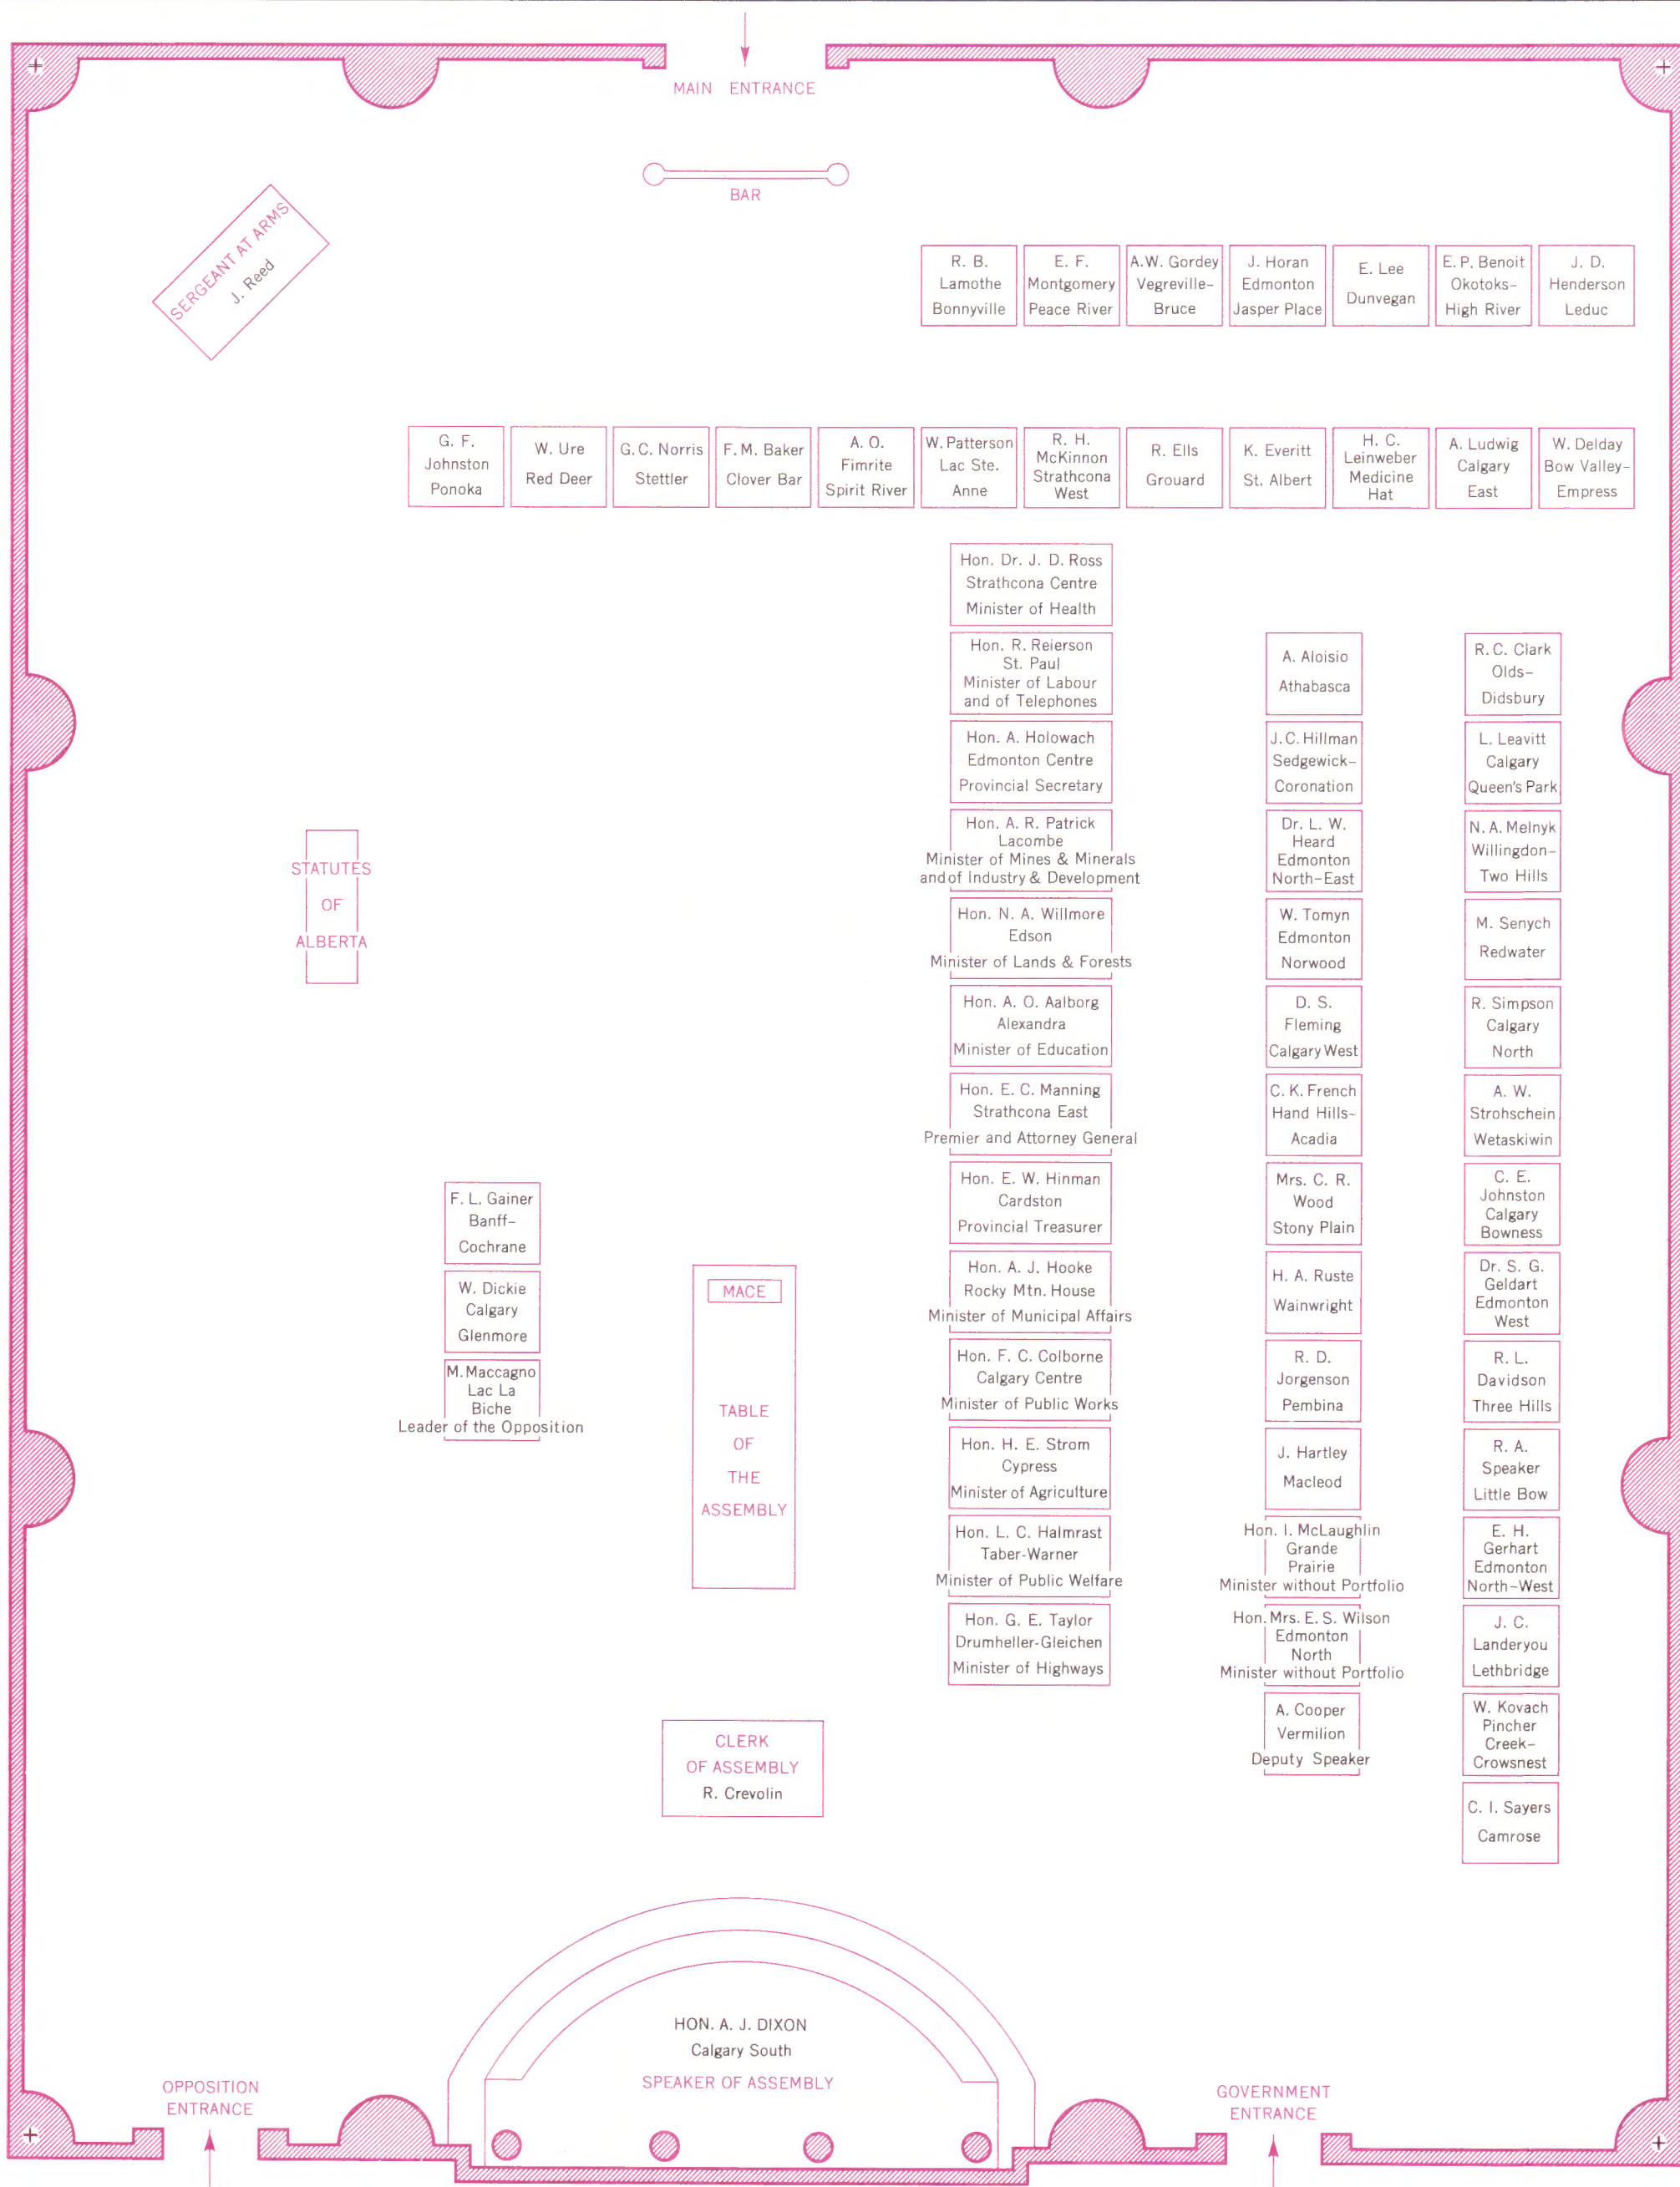 MAIN ENTRANCE
BAR
SERGEANT AT ARMS
J. Reed
R. B.
Lamothe
Bonnyville
E. F.
Montgomery
Peace River
A.W. Gordey
Vegreville-
Bruce
J. Horan
Edmonton
Jasper Place
E. Lee
Dunvegan
E. P. Benoit
Okotoks-
High River
J. D.
Henderson
Leduc
G. F.
Johnston
Ponoka
W. Ure
Red Deer
G. C. Norris
Stettler
F. M. Baker
Clover Bar
A. O.
Fimrite
Spirit River
W. Patterson
Lac Ste.
Anne
R. H.
McKinnon
Strathcona
West
R. Ells
Grouard
K. Everitt
St. Albert
H. C.
Leinweber
Medicine
Hat
A. Ludwig
Calgary
East
W. Delday
Bow Valley-
Empress
Hon. Dr. J. D. Ross
Strathcona Centre
Minister of Health
Hon. R. Reierson
St. Paul
Minister of Labour
and of Telephones
Hon. A. Holowach
Edmonton Centre
Provincial Secretary
Hon. A. R. Patrick
Lacombe
Minister of Mines & Minerals
and of Industry & Development
Hon. N. A. Willmore
Edson
Minister of Lands & Forests
Hon. A. O. Aalborg
Alexandra
Minister of Education
Hon. E. C. Manning
Strathcona East
Premier and Attorney General
Hon. E. W. Hinman
Cardston
Provincial Treasurer
Hon. A. J. Hooke
Rocky Mtn. House
Minister of Municipal Affairs
Hon. F. C. Colborne
Calgary Centre
Minister of Public Works
Hon. H. E. Strom
Cypress
Minister of Agriculture
Hon. L. C. Halmrast
Taber-Warner
Minister of Public Welfare
Hon. G. E. Taylor
Drumheller-Gleichen
Minister of Highways
A. Aloisio
Athabasca
J. C. Hillman
Sedgewick-
Coronation
Dr. L. W.
Heard
Edmonton
North-East
W. Tomyn
Edmonton
Norwood
D. S.
Fleming
Calgary West
C. K. French
Hand Hills-
Acadia
Mrs. C. R.
Wood
Stony Plain
H. A. Ruste
Wainwright
R. D.
Jorgenson
Pembina
J. Hartley
Macleod
Hon. I. McLaughlin
Grande
Prairie
Minister without Portfolio
Hon. Mrs. E. S. Wilson
Edmonton
North
Minister without Portfolio
A. Cooper
Vermilion
Deputy Speaker
R. C. Clark
Olds-
Didsbury
L. Leavitt
Calgary
Queen's Park
N. A. Melnyk
Willingdon-
Two Hills
M. Senych
Redwater
R. Simpson
Calgary
North
A. W.
Strohschein
Wetaskiwin
C. E.
Johnston
Calgary
Bowness
Dr. S. G.
Geldart
Edmonton
West
R. L.
Davidson
Three Hills
R. A.
Speaker
Little Bow
E. H.
Gerhart
Edmonton
North-West
J. C.
Landeryou
Lethbridge
W. Kovach
Pincher
Creek-
Crowsnest
C. I. Sayers
Camrose
STATUTES
OF
ALBERTA
F. L. Gainer
Banff-
Cochrane
W. Dickie
Calgary
Glenmore
M. Maccagno
Lac La
Biche
Leader of the Opposition
MACE
TABLE
OF
THE
ASSEMBLY
CLERK
OF ASSEMBLY
R. Crevolin
HON. A. J. DIXON
Calgary South
SPEAKER OF ASSEMBLY
OPPOSITION
ENTRANCE
GOVERNMENT
ENTRANCE